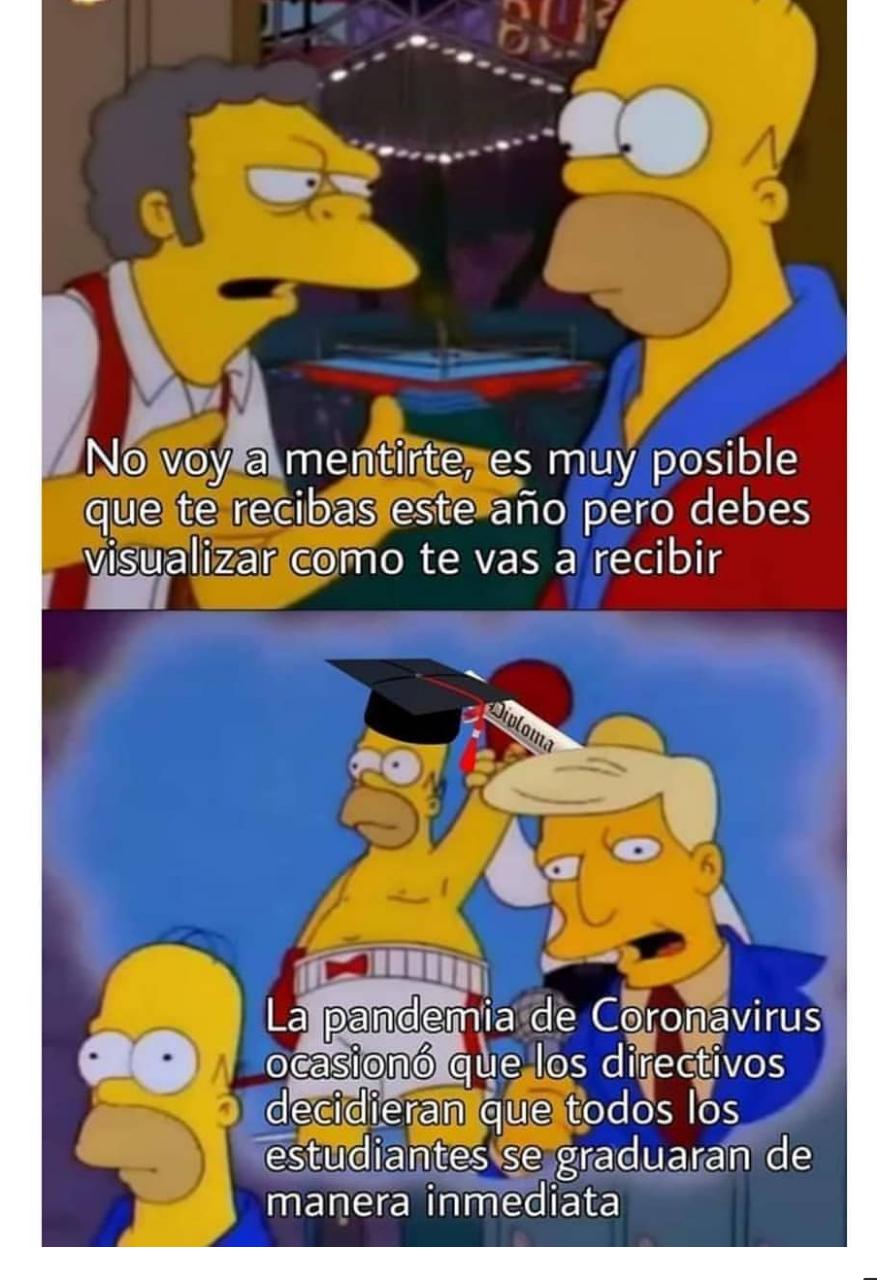 No voy a mentirte, es muy posible
que te recibas este año pero debes
visualizar como te vas a recibir
Diploma
La pandemia de Coronavirus
ocasionó que los directivos
decidieran que todos los
estudiantes se graduaran de
manera inmediata